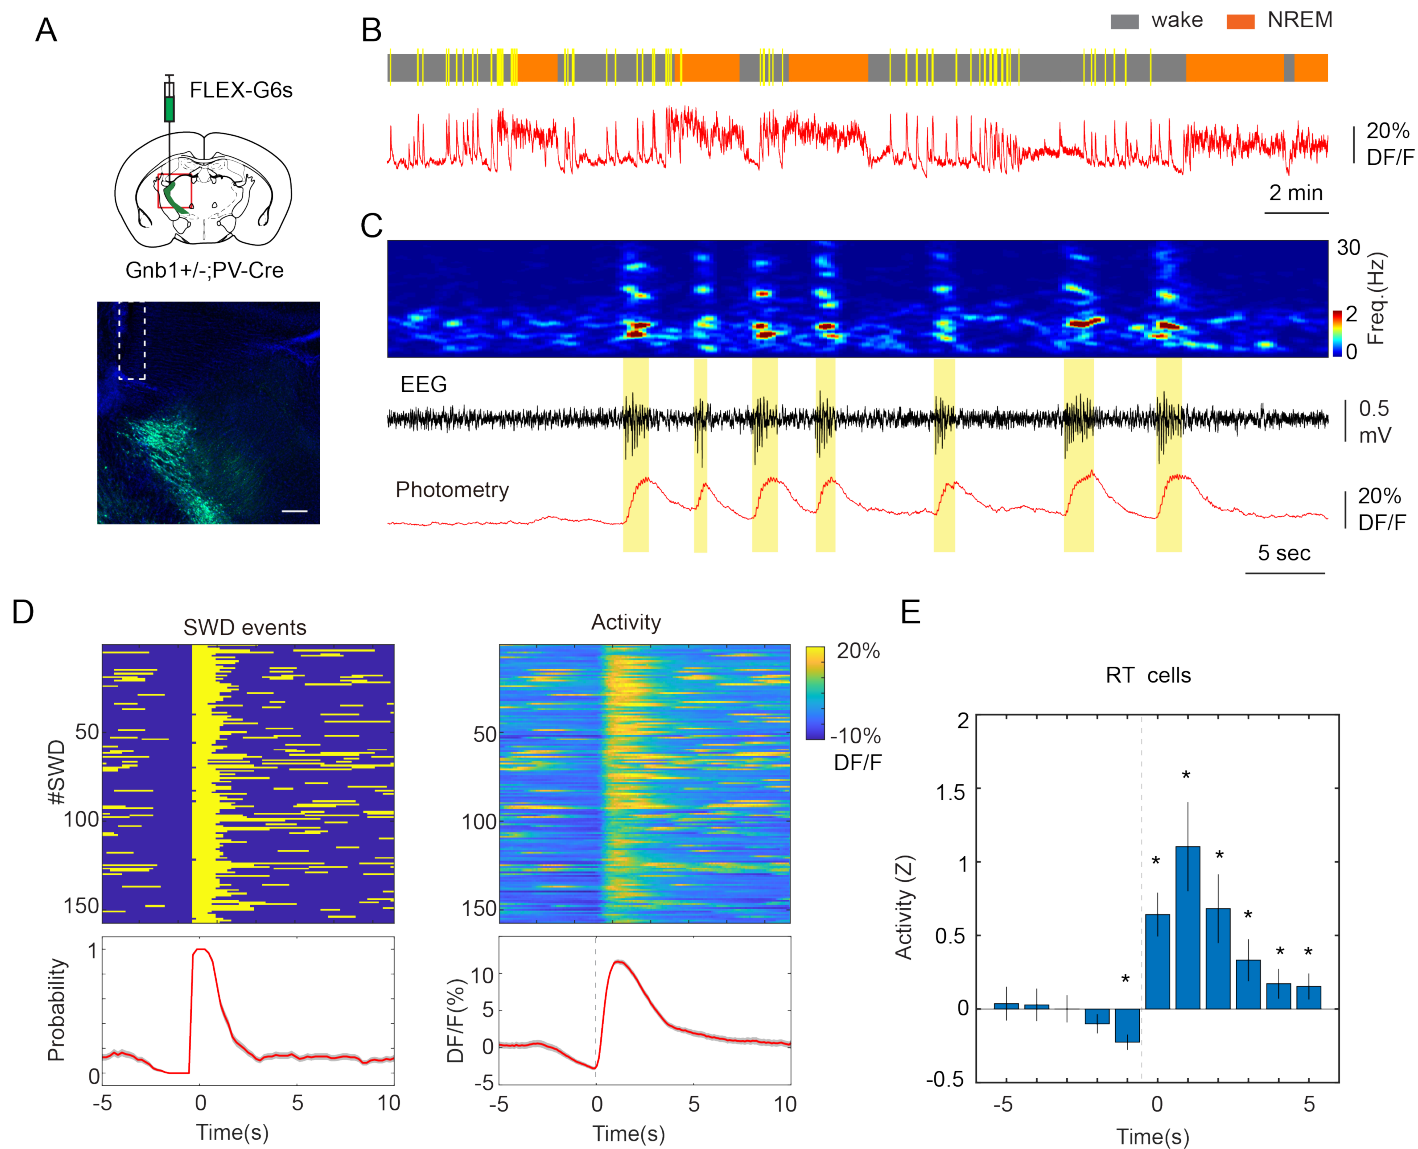 A
FLEX-G6s
Gnb1+/-;PV-Cre
B
wake
NREM
20%
DF/F
2 min
C
30
Freq.(Hz)
2
0
EEG
0.5
mV
Photometry
20%
DF/F
5 sec
D
SWD events
#SWD
50
100
150
Probability
1
0
-5
0
5
10
Time(s)
Activity
50
100
150
20%
-10%
DF/F
DF/F(%)
10
5
0
-5
-5
0
5
10
Time(s)
E
RT cells
Activity (Z)
2
1.5
1
0.5
0
-0.5
*
*
*
*
*
*
*
-5
0
5
Time(s)